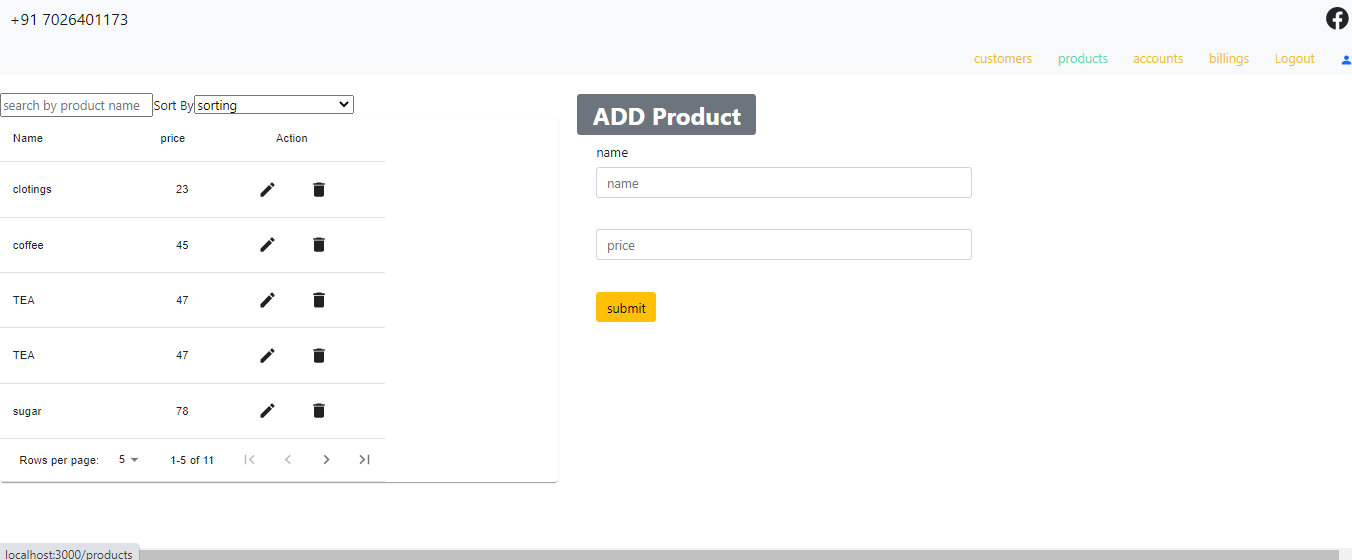 +91 7026401173
customers products accounts billings Logout
search by product name Sort By sorting
Name price Action
clotings 23
coffee 45
TEA 47
TEA 47
sugar 78
Rows per page: 5 1-5 of 11
ADD Product
name
name
price
submit
localhost:3000/products